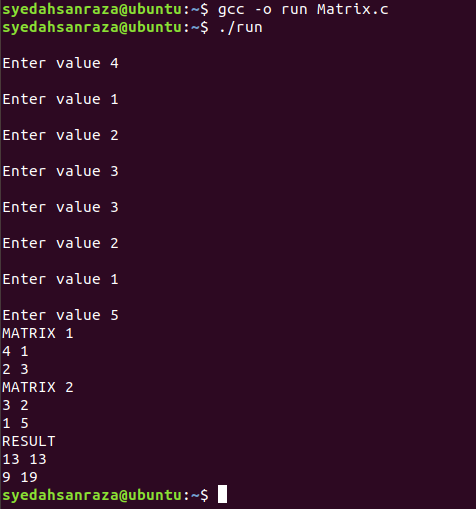 syedahsanraza@ubuntu:~$ gcc -o run Matrix.c
syedahsanraza@ubuntu:~$ ./run
Enter value 4
Enter value 1
Enter value 2
Enter value 3
Enter value 3
Enter value 2
Enter value 1
Enter value 5
MATRIX 1
4 1
2 3
MATRIX 2
3 2
1 5
RESULT
13 13
9 19
syedahsanraza@ubuntu:~$